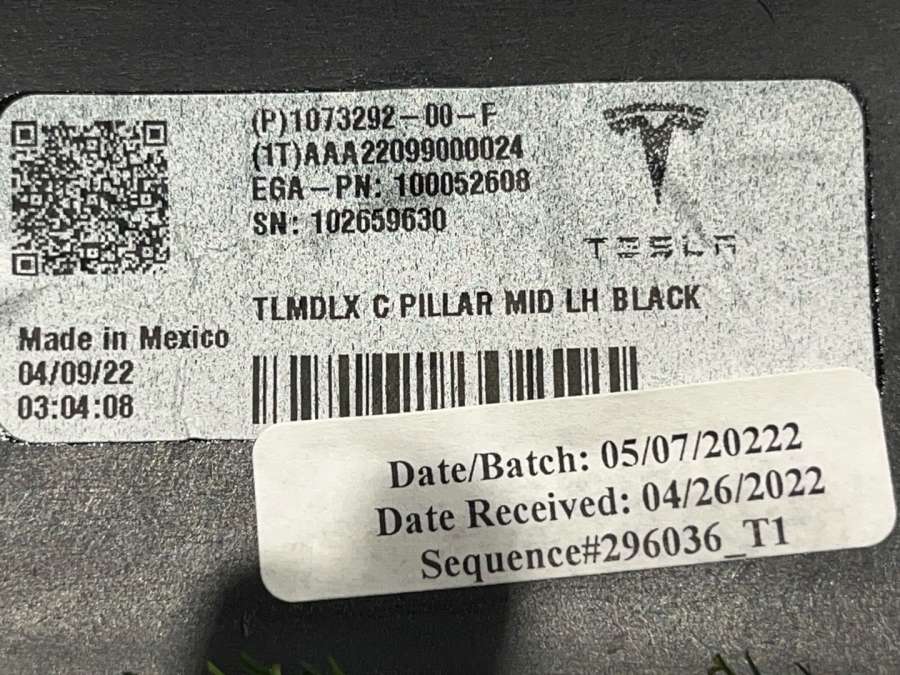 (P)1073292-00-F
(1T)AAA22099000024
EGA-PN: 100052608
SN: 102659630
TESLA
TLMDLX C PILLAR MID LH BLACK
Made in Mexico
04/09/22
03:04:08
Date/Batch: 05/07/20222
Date Received: 04/26/2022
Sequence#296036_T1